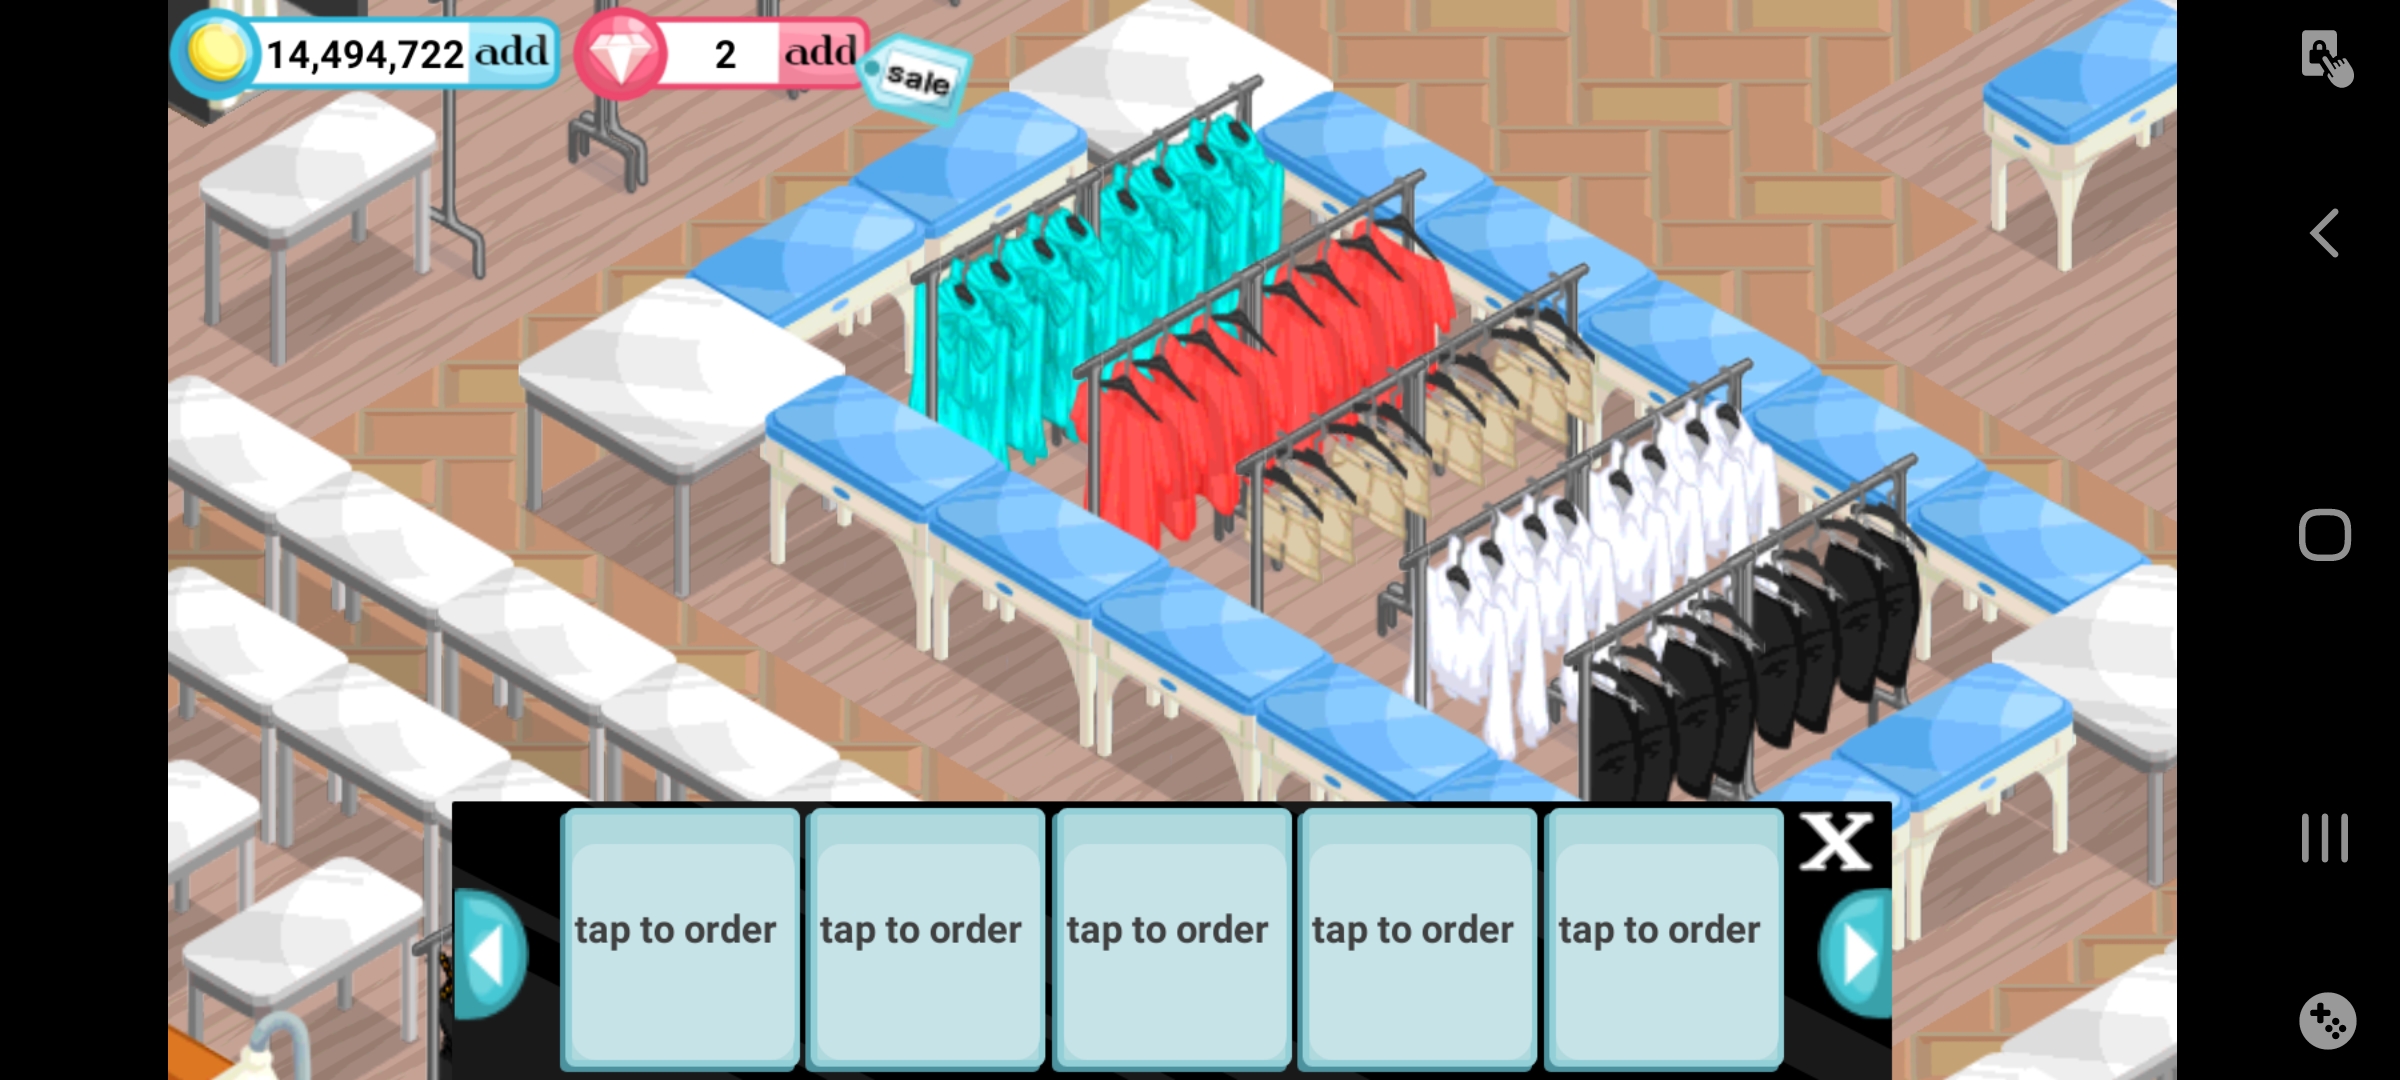 14,494,722 add 2 add
sale
tap to order tap to order tap to order tap to order tap to order
X